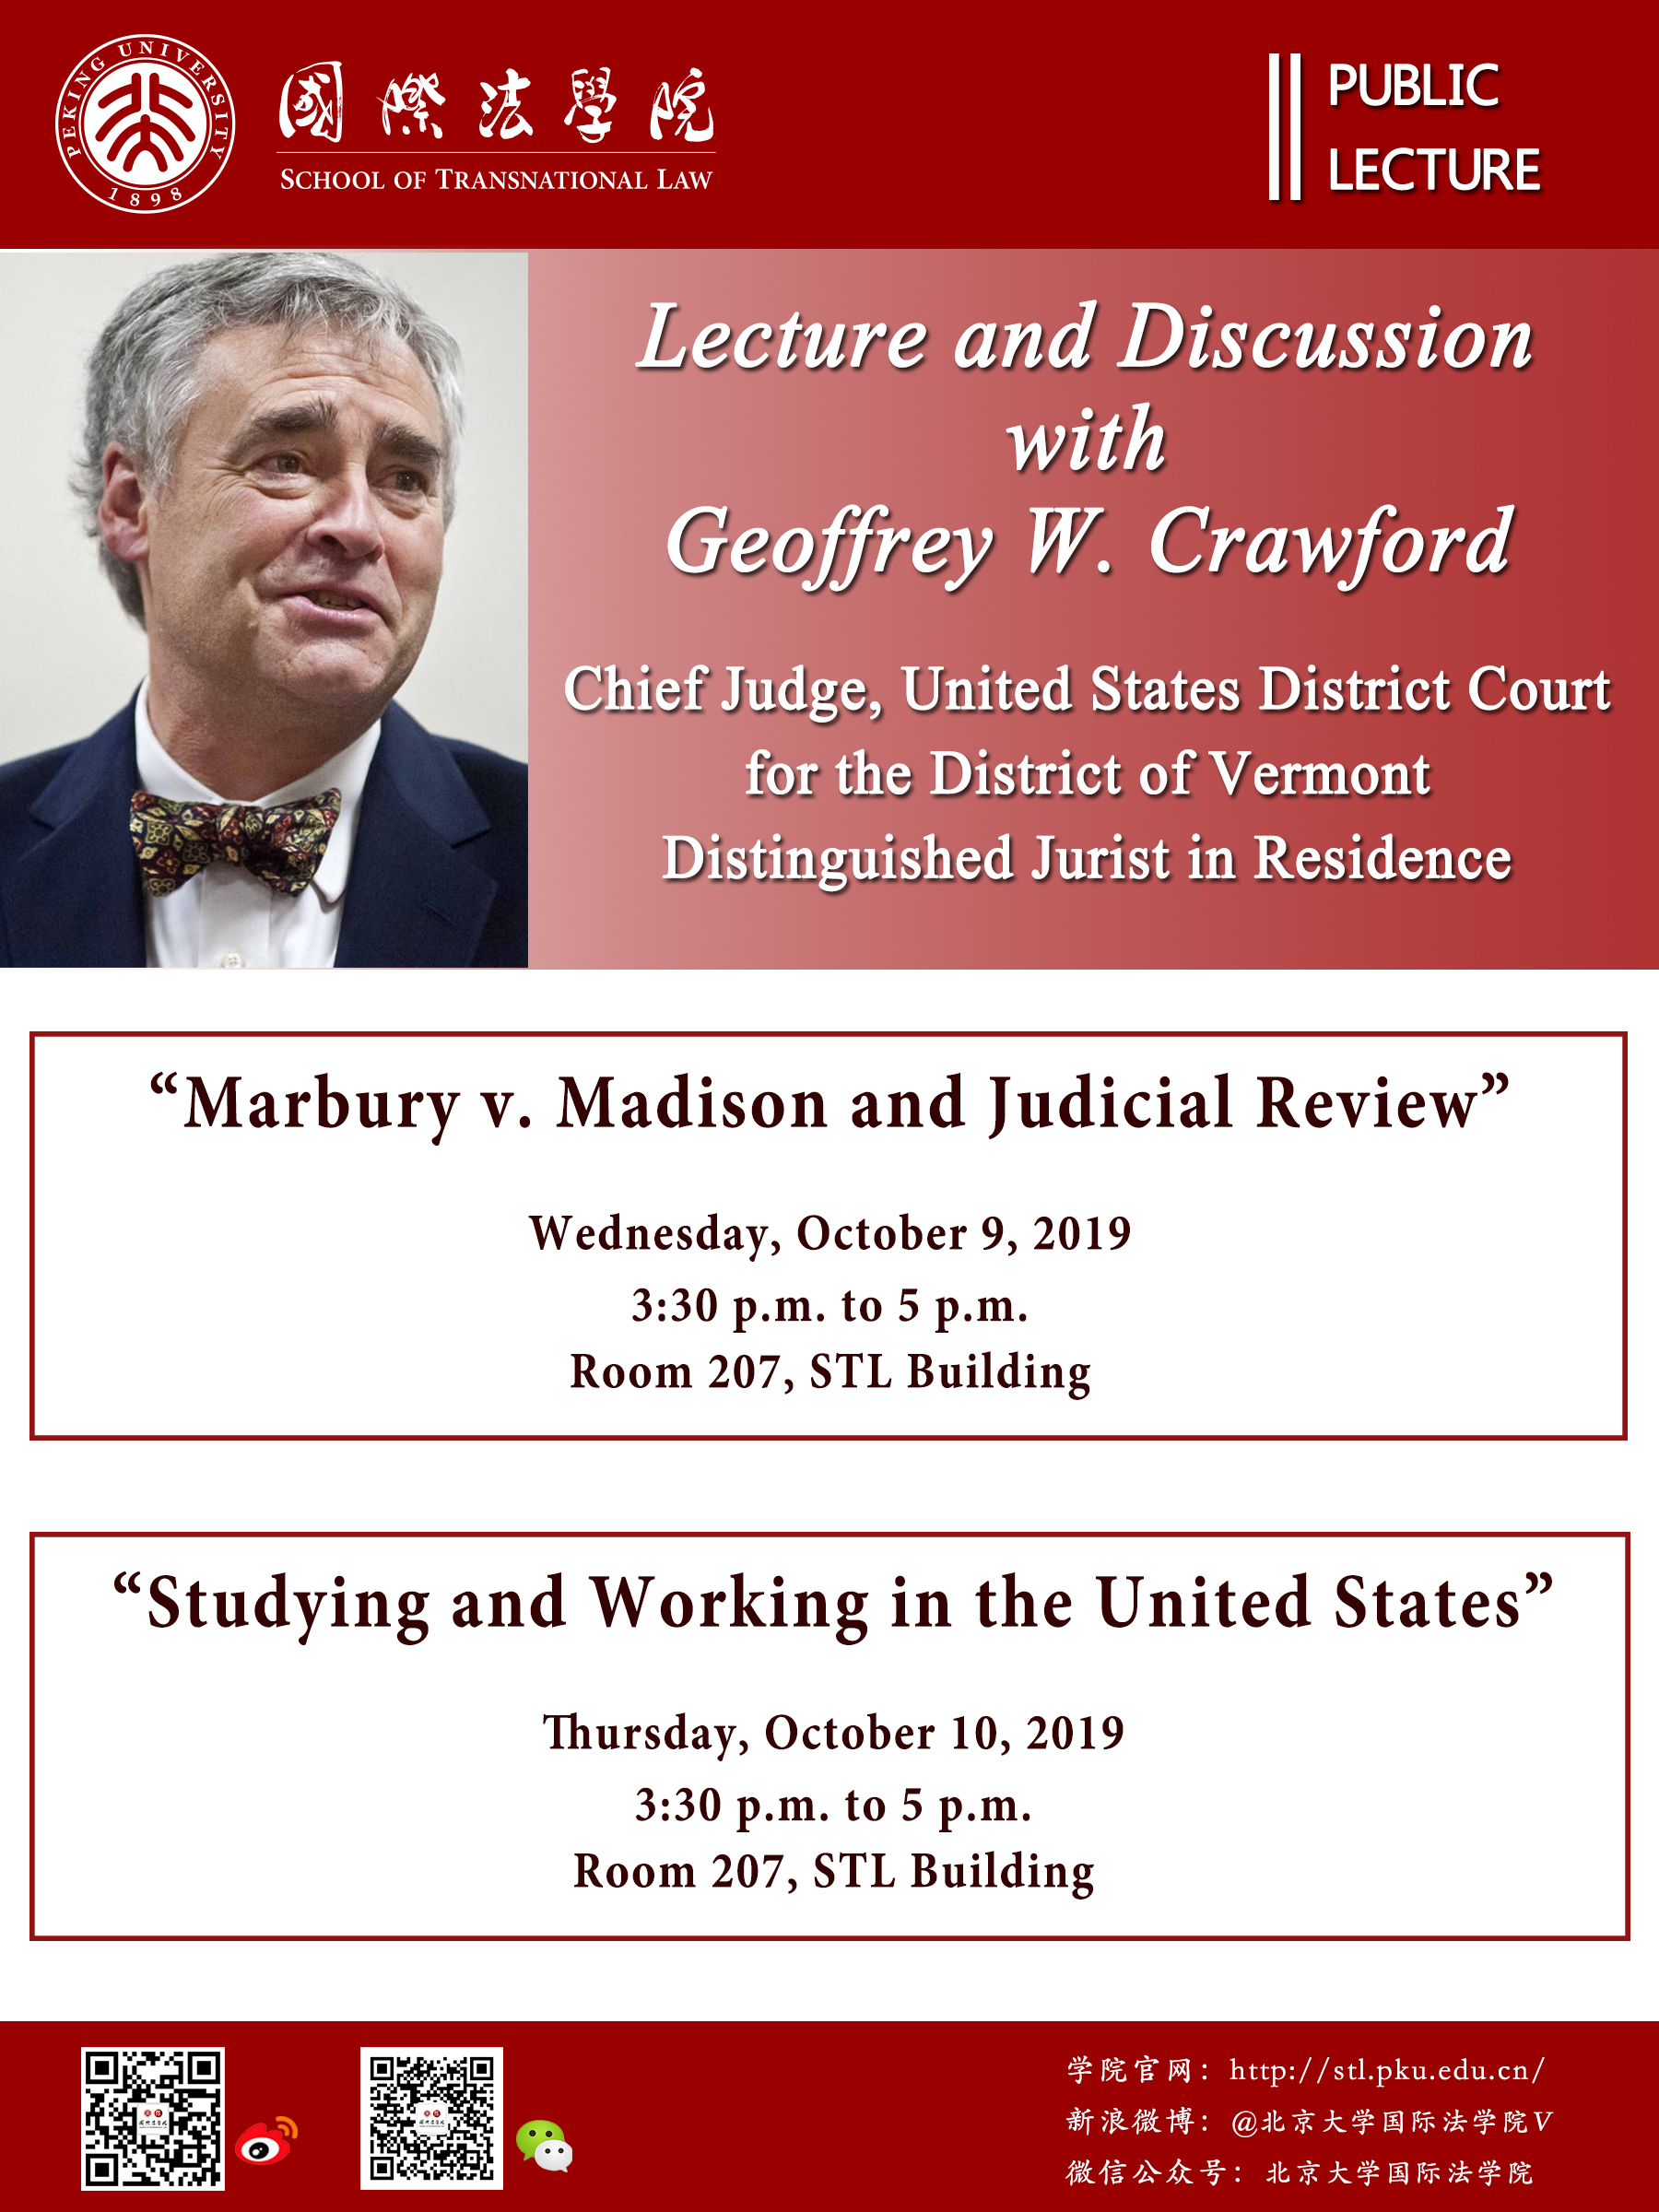 PEKING UNIVERSITY
1898
國際法學院
SCHOOL OF TRANSNATIONAL LAW
PUBLIC
LECTURE
Lecture and Discussion
with
Geoffrey W. Crawford
Chief Judge, United States District Court
for the District of Vermont
Distinguished Jurist in Residence
“Marbury v. Madison and Judicial Review”
Wednesday, October 9, 2019
3:30 p.m. to 5 p.m.
Room 207, STL Building
“Studying and Working in the United States”
Thursday, October 10, 2019
3:30 p.m. to 5 p.m.
Room 207, STL Building
学院官网：http://stl.pku.edu.cn/
新浪微博：@北京大学国际法学院V
微信公众号：北京大学国际法学院